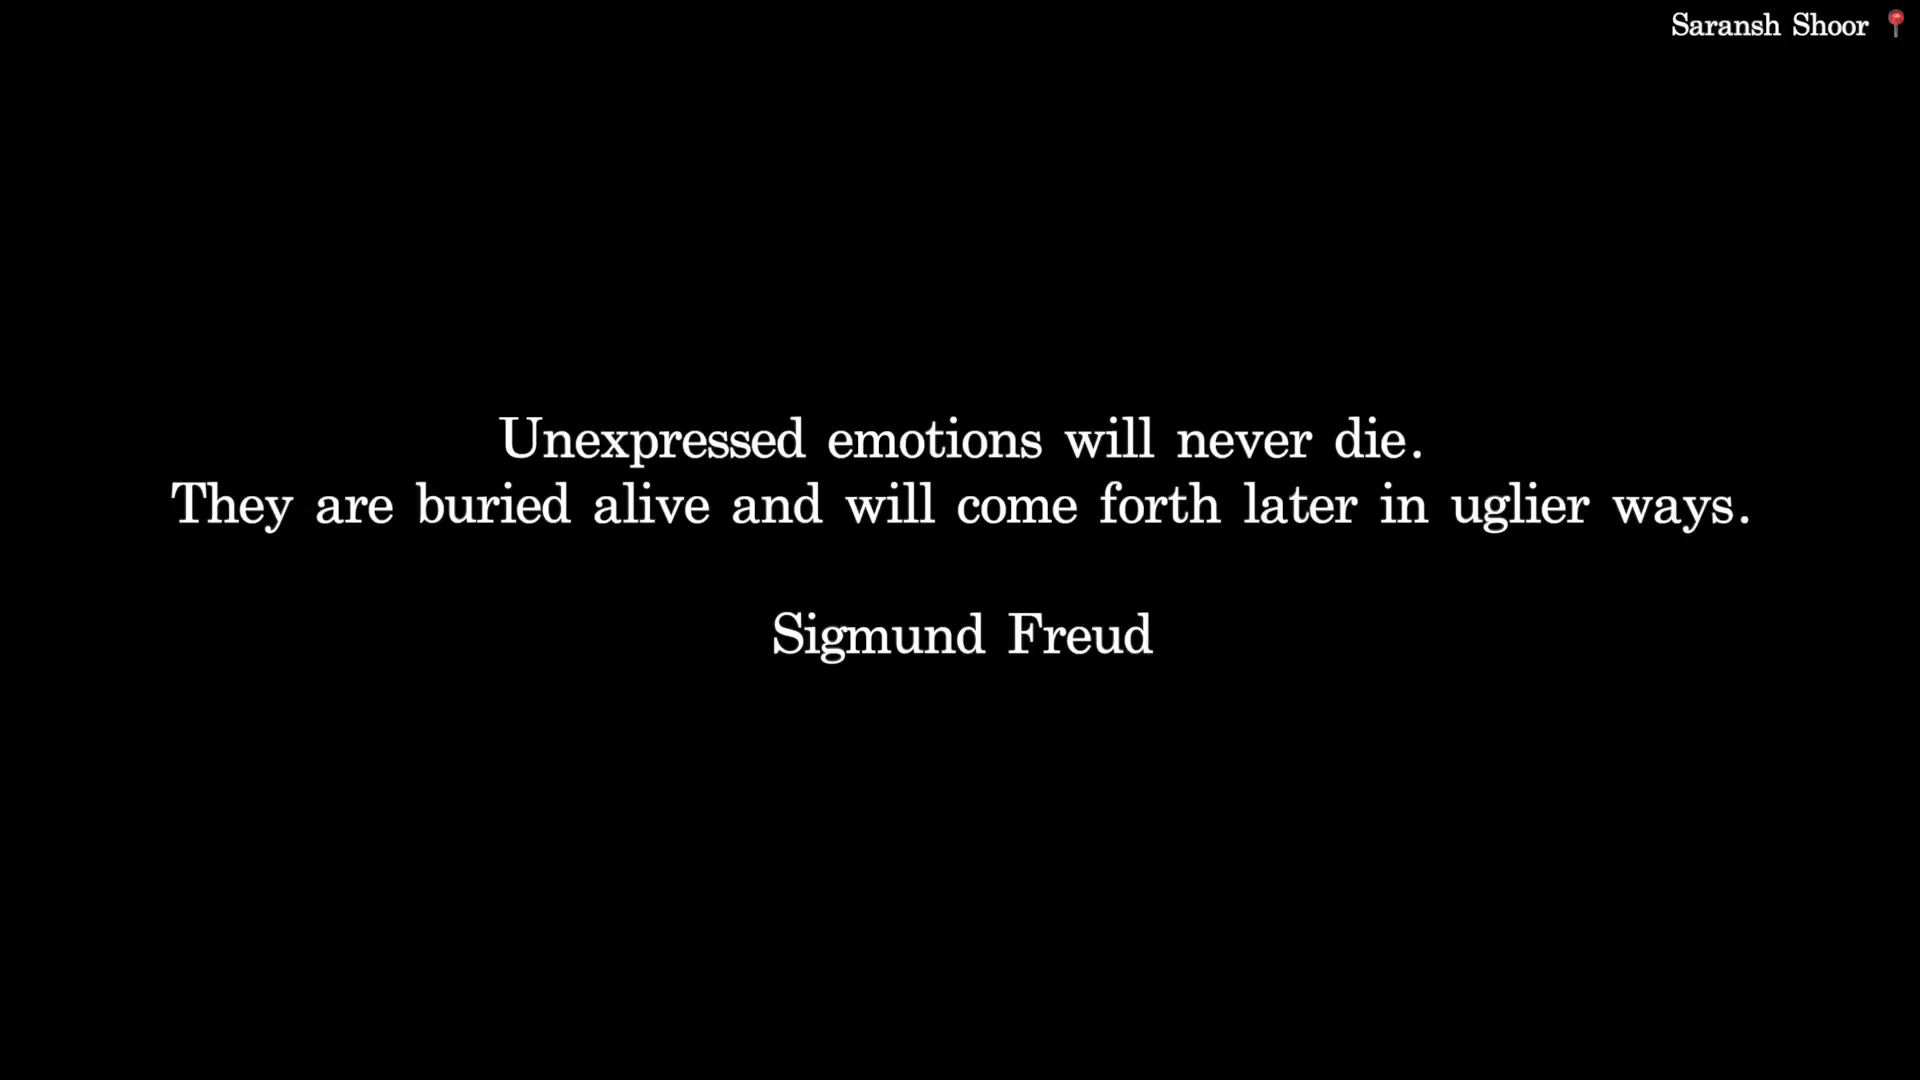 Saransh Shoor 📍
Unexpressed emotions will never die.
They are buried alive and will come forth later in uglier ways.
Sigmund Freud